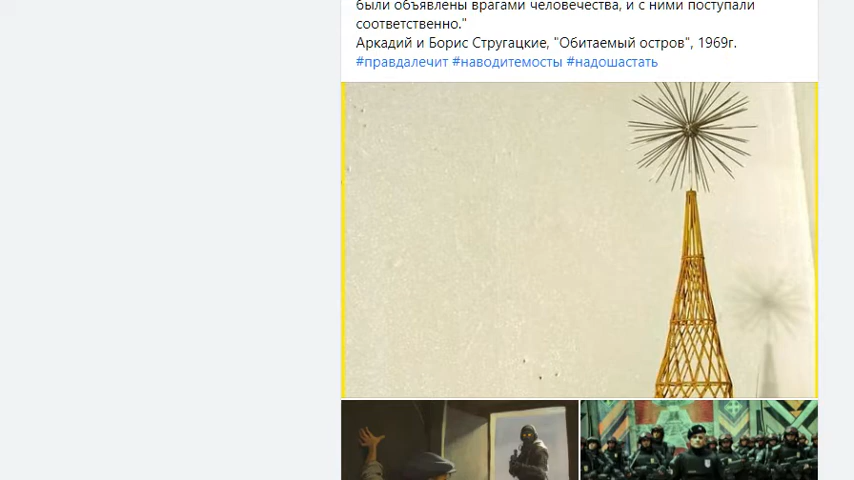 были объявлены врагами человечества, и с ними поступали
соответственно."
Аркадий и Борис Стругацкие, "Обитаемый остров", 1969г.
#правдалечит #наводитемосты #надошастать